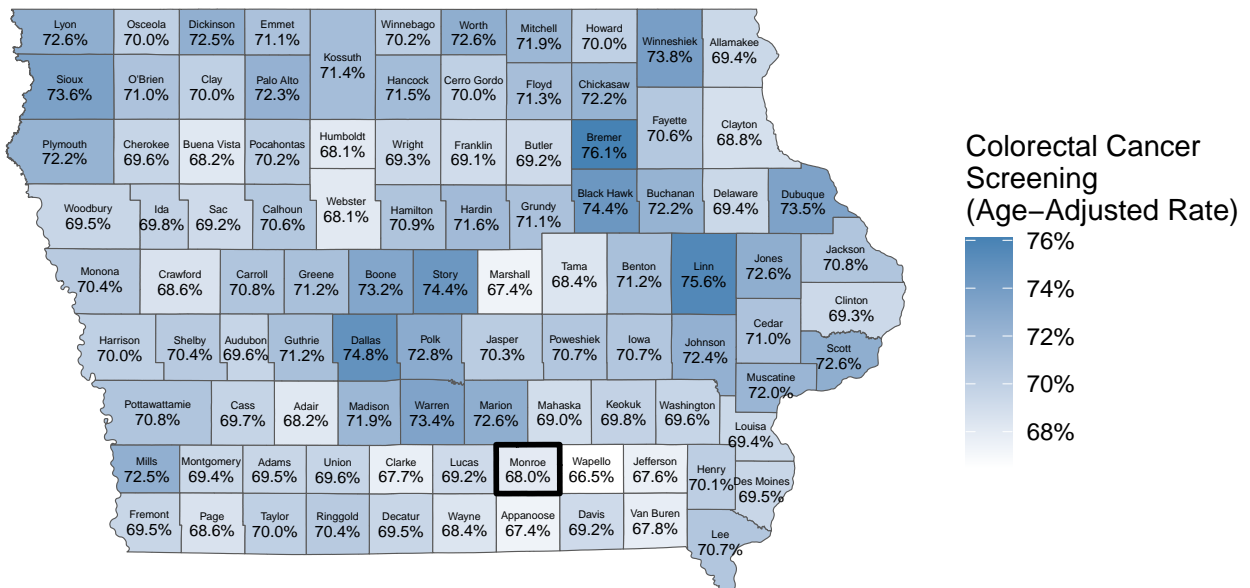 Lyon
72.6%
Osceola
70.0%
Dickinson
72.5%
Emmet
71.1%
Kossuth
71.4%
Winnebago
70.2%
Worth
72.6%
Mitchell
71.9%
Howard
70.0%
Winneshiek
73.8%
Allamakee
69.4%
Sioux
73.6%
O'Brien
71.0%
Clay
70.0%
Palo Alto
72.3%
Hancock
71.5%
Cerro Gordo
70.0%
Floyd
71.3%
Chickasaw
72.2%
Fayette
70.6%
Clayton
68.8%
Plymouth
72.2%
Cherokee
69.6%
Buena Vista
68.2%
Pocahontas
70.2%
Humboldt
68.1%
Wright
69.3%
Franklin
69.1%
Butler
69.2%
Bremer
76.1%
Woodbury
69.5%
Ida
69.8%
Sac
69.2%
Calhoun
70.6%
Webster
68.1%
Hamilton
70.9%
Hardin
71.6%
Grundy
71.1%
Black Hawk
74.4%
Buchanan
72.2%
Delaware
69.4%
Dubuque
73.5%
Monona
70.4%
Crawford
68.6%
Carroll
70.8%
Greene
71.2%
Boone
73.2%
Story
74.4%
Marshall
67.4%
Tama
68.4%
Benton
71.2%
Linn
75.6%
Jones
72.6%
Jackson
70.8%
Clinton
69.3%
Harrison
70.0%
Shelby
70.4%
Audubon
69.6%
Guthrie
71.2%
Dallas
74.8%
Polk
72.8%
Jasper
70.3%
Poweshiek
70.7%
Iowa
70.7%
Johnson
72.4%
Cedar
71.0%
Scott
72.6%
Muscatine
72.0%
Pottawattamie
70.8%
Cass
69.7%
Adair
68.2%
Madison
71.9%
Warren
73.4%
Marion
72.6%
Mahaska
69.0%
Keokuk
69.8%
Washington
69.6%
Louisa
69.4%
Mills
72.5%
Montgomery
69.4%
Adams
69.5%
Union
69.6%
Clarke
67.7%
Lucas
69.2%
Monroe
68.0%
Wapello
66.5%
Jefferson
67.6%
Henry
70.1%
Des Moines
69.5%
Fremont
69.5%
Page
68.6%
Taylor
70.0%
Ringgold
70.4%
Decatur
69.5%
Wayne
68.4%
Appanoose
67.4%
Davis
69.2%
Van Buren
67.8%
Lee
70.7%
Colorectal Cancer
Screening
(Age−Adjusted Rate)
76%
74%
72%
70%
68%